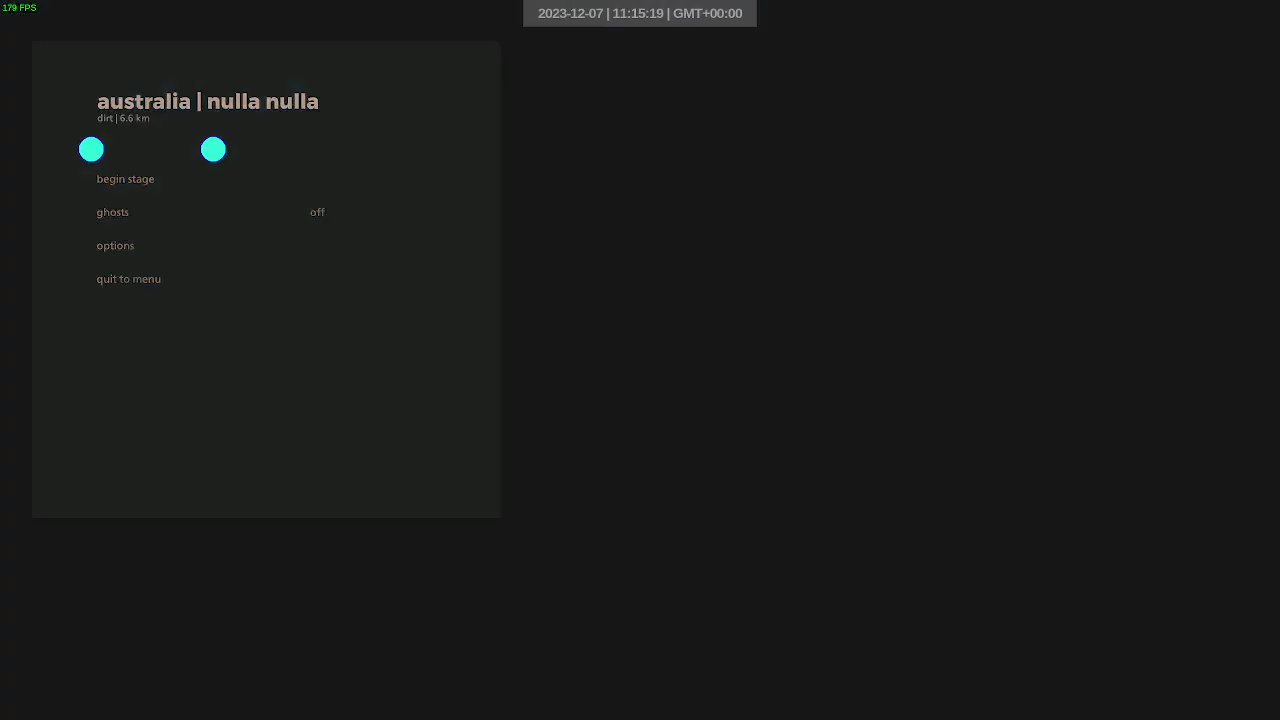 179 FPS
2023-12-07 | 11:15:19 | GMT+00:00
australia | nulla nulla
dirt | 6.6 km
begin stage
ghosts off
options
quit to menu